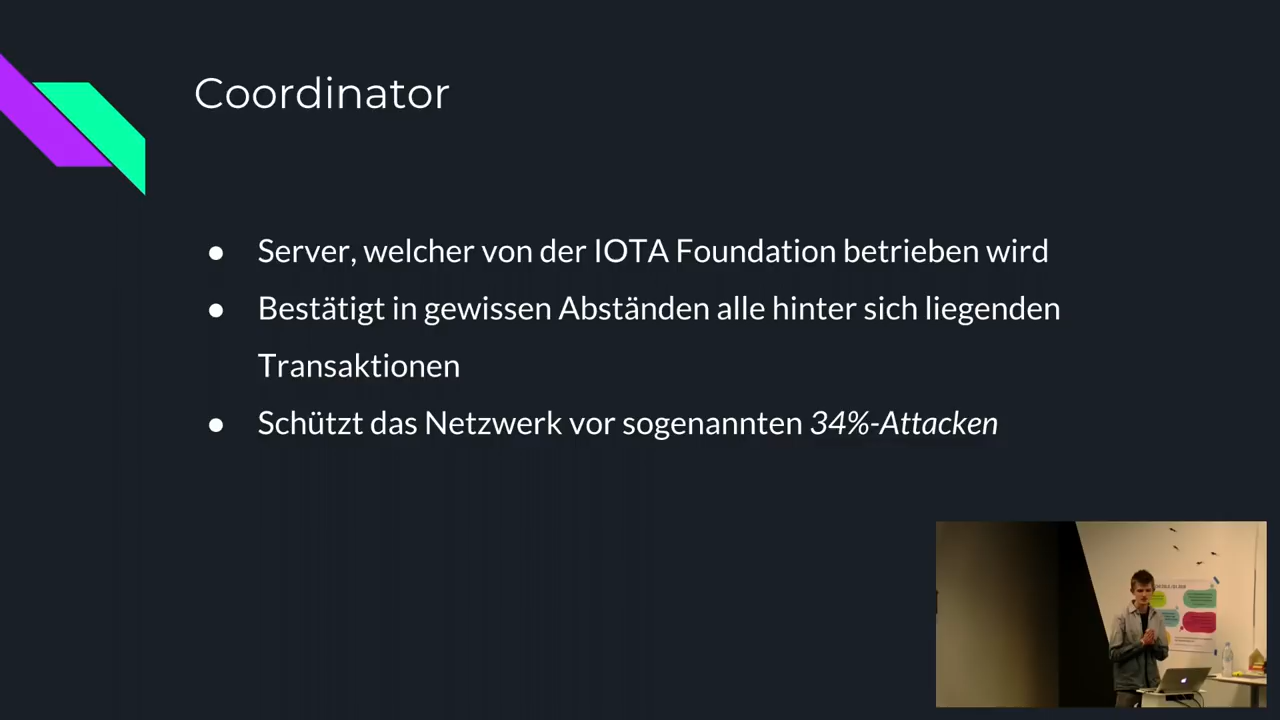 Coordinator
● Server, welcher von der IOTA Foundation betrieben wird
● Bestätigt in gewissen Abständen alle hinter sich liegenden
Transaktionen
● Schützt das Netzwerk vor sogenannten 34%-Attacken